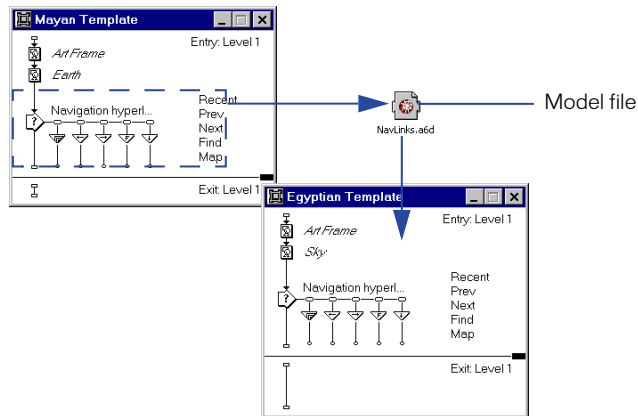 Mayan Template
Entry: Level 1
Art Frame
Earth
Navigation hyperl...
Recent
Prev
Next
Find
Map
?
Exit: Level 1
NavLinks.a6d
Model file
Egyptian Template
Entry: Level 1
Art Frame
Sky
Navigation hyperl...
Recent
Prev
Next
Find
Map
?
Exit: Level 1